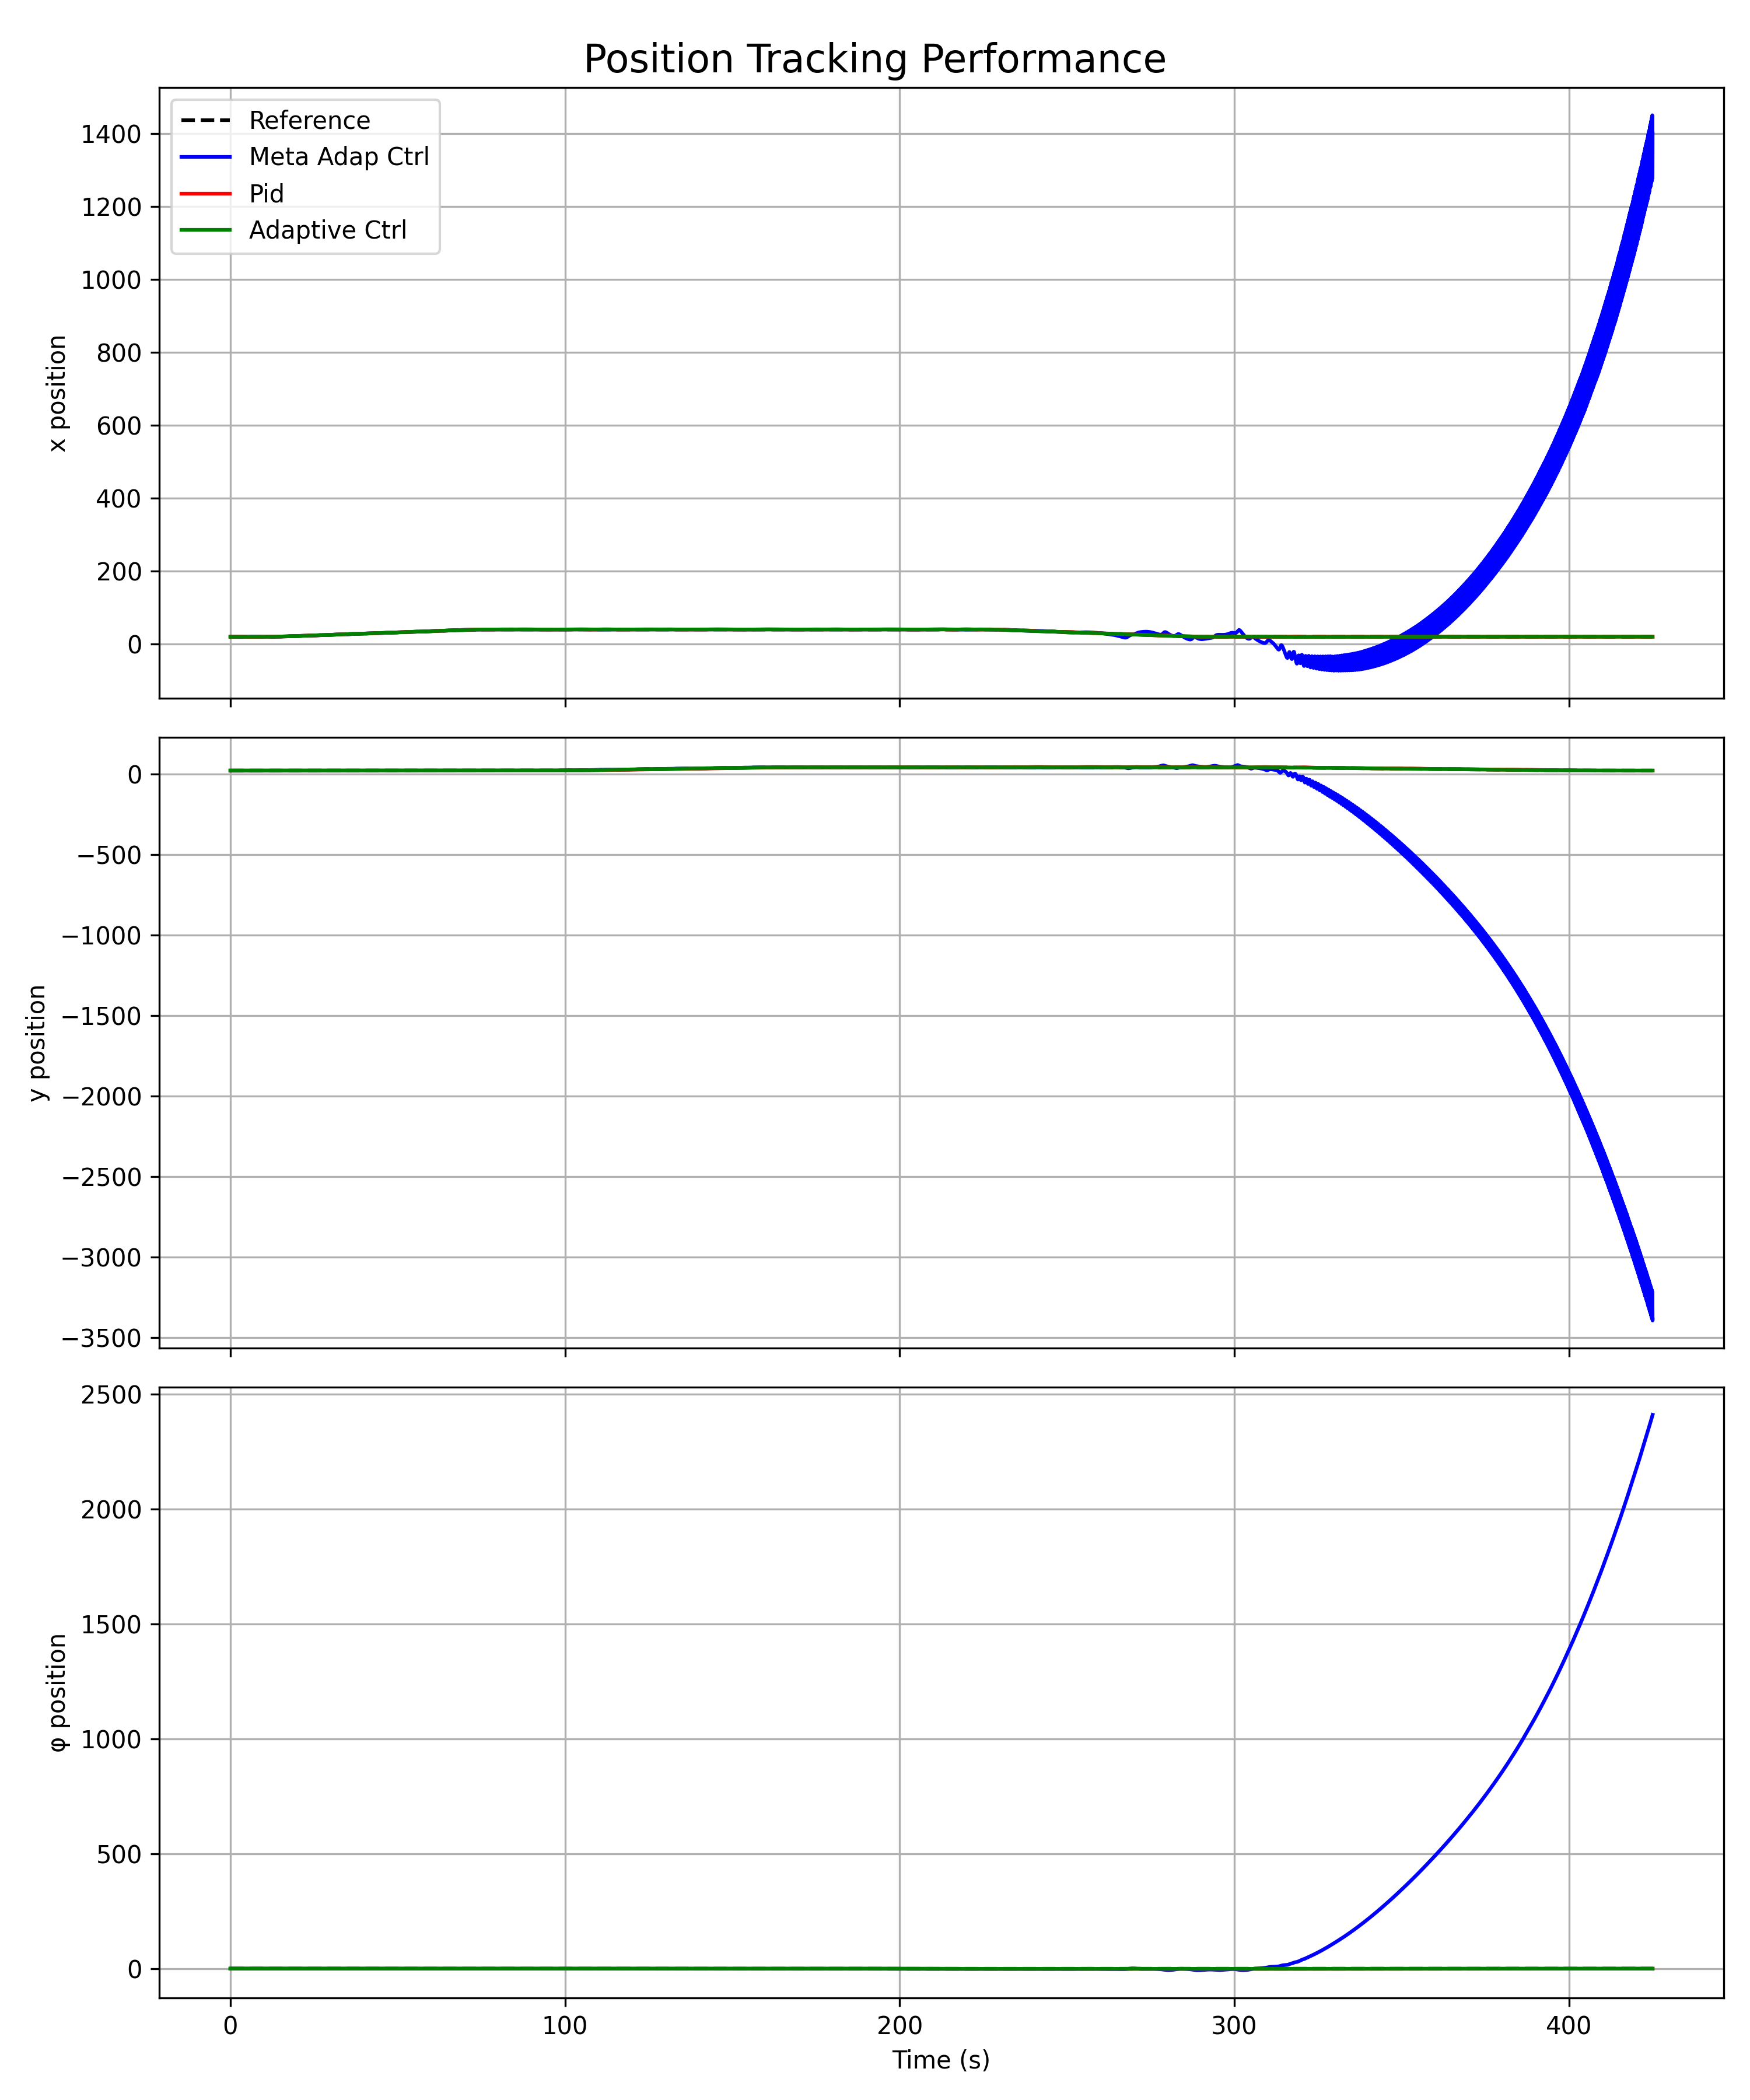 Position Tracking Performance
Reference
Meta Adap Ctrl
Pid
Adaptive Ctrl
x position
1400
1200
1000
800
600
400
200
0
y position
0
−500
−1000
−1500
−2000
−2500
−3000
−3500
φ position
2500
2000
1500
1000
500
0
0 100 200 300 400
Time (s)